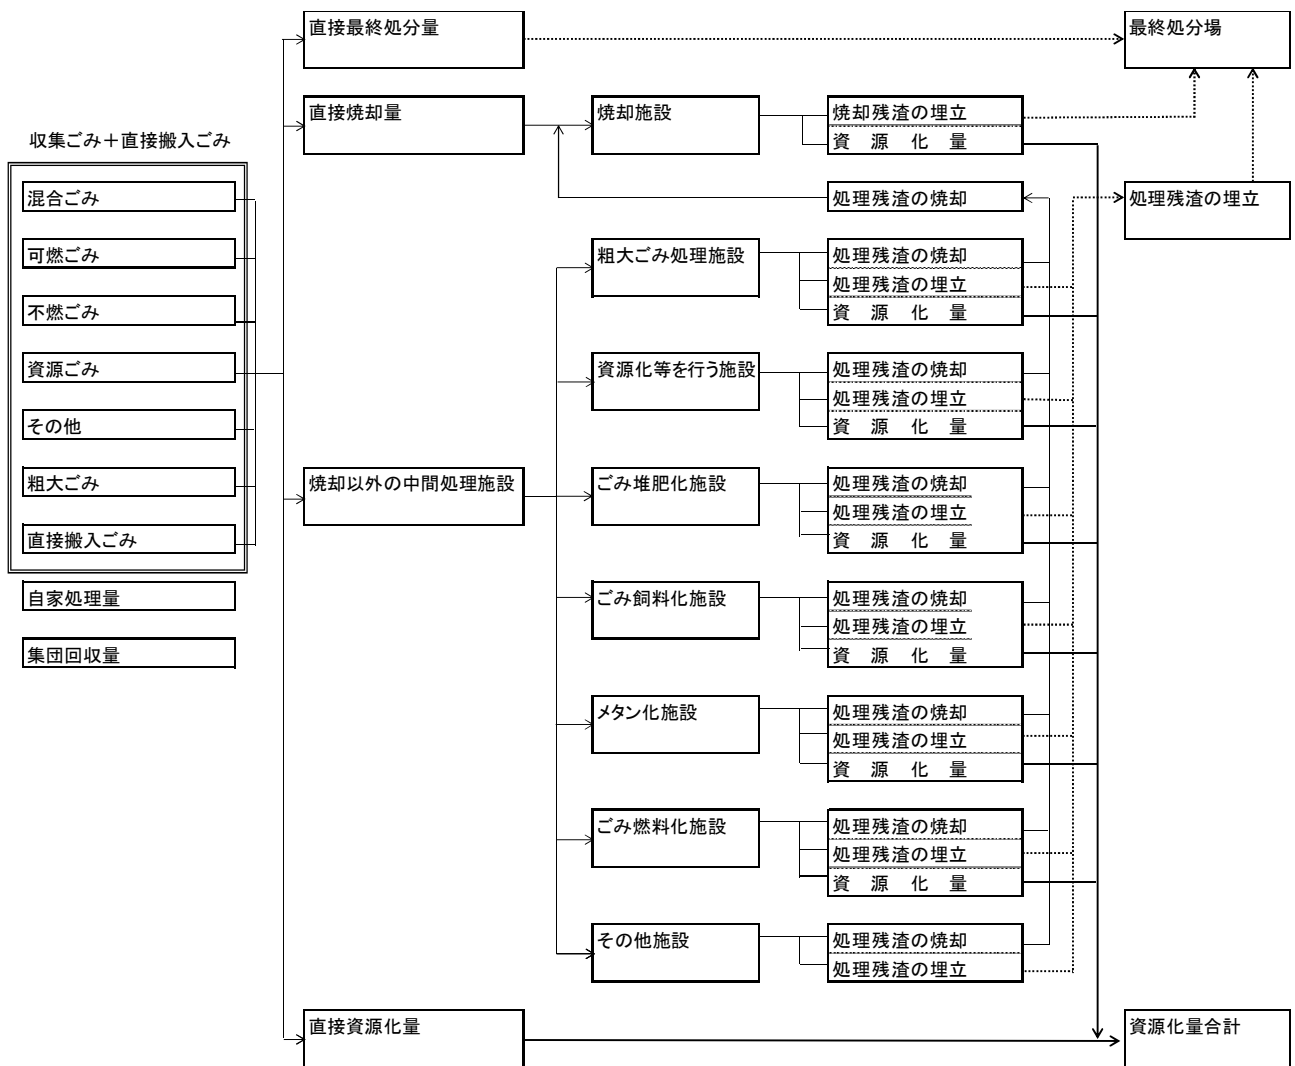 直接最終処分量
最終処分場
直接焼却量
焼却施設
焼却残渣の埋立
資 源 化 量
収集ごみ＋直接搬入ごみ
混合ごみ
処理残渣の焼却
処理残渣の埋立
可燃ごみ
粗大ごみ処理施設
処理残渣の焼却
処理残渣の埋立
資 源 化 量
不燃ごみ
資源ごみ
資源化等を行う施設
処理残渣の焼却
処理残渣の埋立
資 源 化 量
その他
粗大ごみ
焼却以外の中間処理施設
ごみ堆肥化施設
処理残渣の焼却
処理残渣の埋立
資 源 化 量
直接搬入ごみ
自家処理量
ごみ飼料化施設
処理残渣の焼却
処理残渣の埋立
資 源 化 量
集団回収量
メタン化施設
処理残渣の焼却
処理残渣の埋立
資 源 化 量
ごみ燃料化施設
処理残渣の焼却
処理残渣の埋立
資 源 化 量
その他施設
処理残渣の焼却
処理残渣の埋立
直接資源化量
資源化量合計